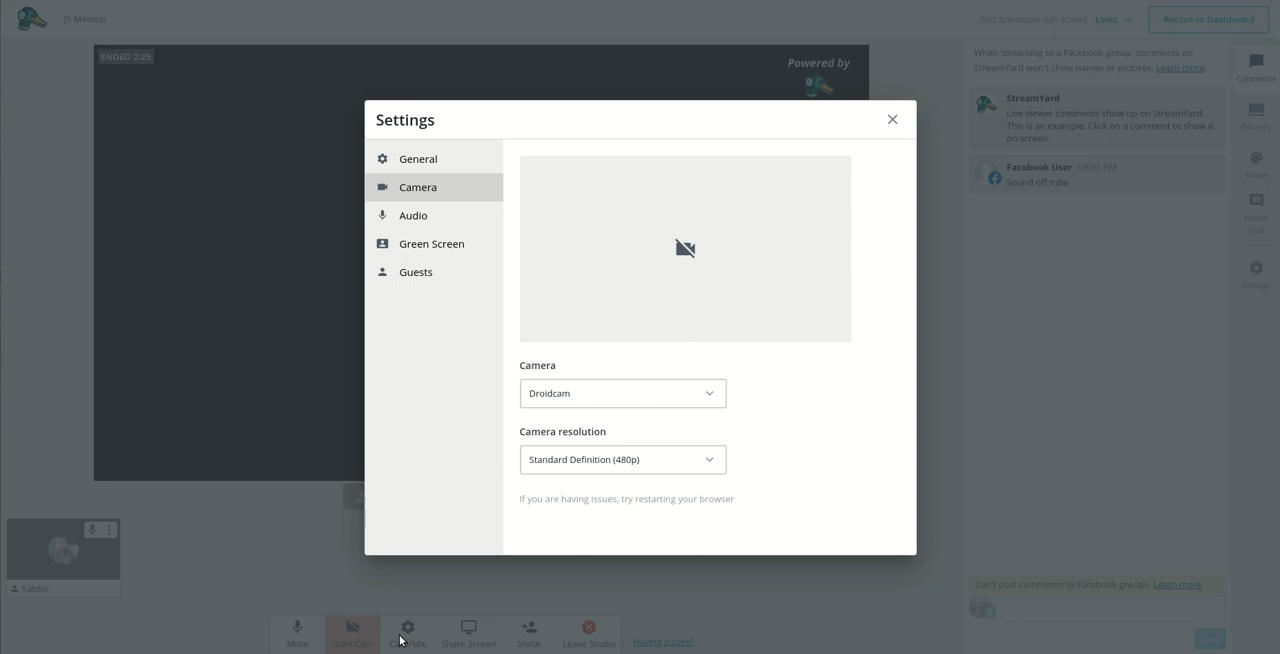 JS Meetup
This broadcast has ended
Links
Return to Dashboard
ENDED 2:25
Powered by
When streaming to a Facebook group, comments on
StreamYard won't show names or pictures. Learn more.
StreamYard
Live viewer comments show up on StreamYard.
This is an example. Click on a comment to show it
on screen.
Facebook User 09:07 PM
Sound off mbe
Comments
Banners
Brand
Private
Chat
Settings
Settings
General
Camera
Audio
Green Screen
Guests
Camera
Droidcam
Camera resolution
Standard Definition (480p)
If you are having issues, try restarting your browser
Sabbir
Mute
Start Cam
Cam/Mic
Share Screen
Invite
Leave Studio
Having issues?
Can't post comments to Facebook groups. Learn more